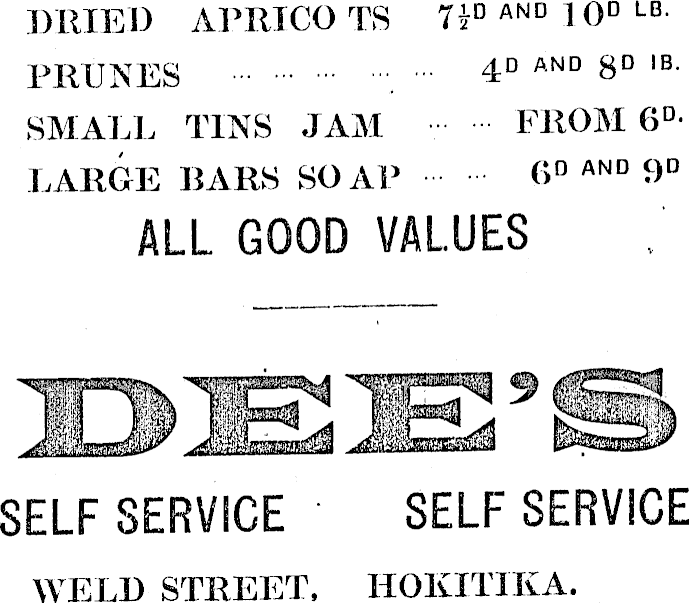 DRIED APRICOTS 7½D AND 10D LB.
PRUNES ... ... ... ... ... 4D AND 8D IB.
SMALL TINS JAM ... ... FROM 6D.
LARGE BARS SOAP ... ... 6D AND 9D
ALL GOOD VALUES
DEE'S
SELF SERVICE SELF SERVICE
WELD STREET, HOKITIKA.